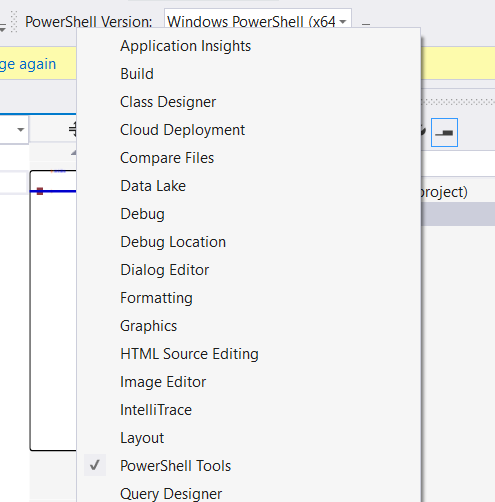 PowerShell Version: Windows PowerShell (x64
ge again
Application Insights
Build
Class Designer
Cloud Deployment
Compare Files
Data Lake
project)
Debug
Debug Location
Dialog Editor
Formatting
Graphics
HTML Source Editing
Image Editor
IntelliTrace
Layout
PowerShell Tools
Query Designer